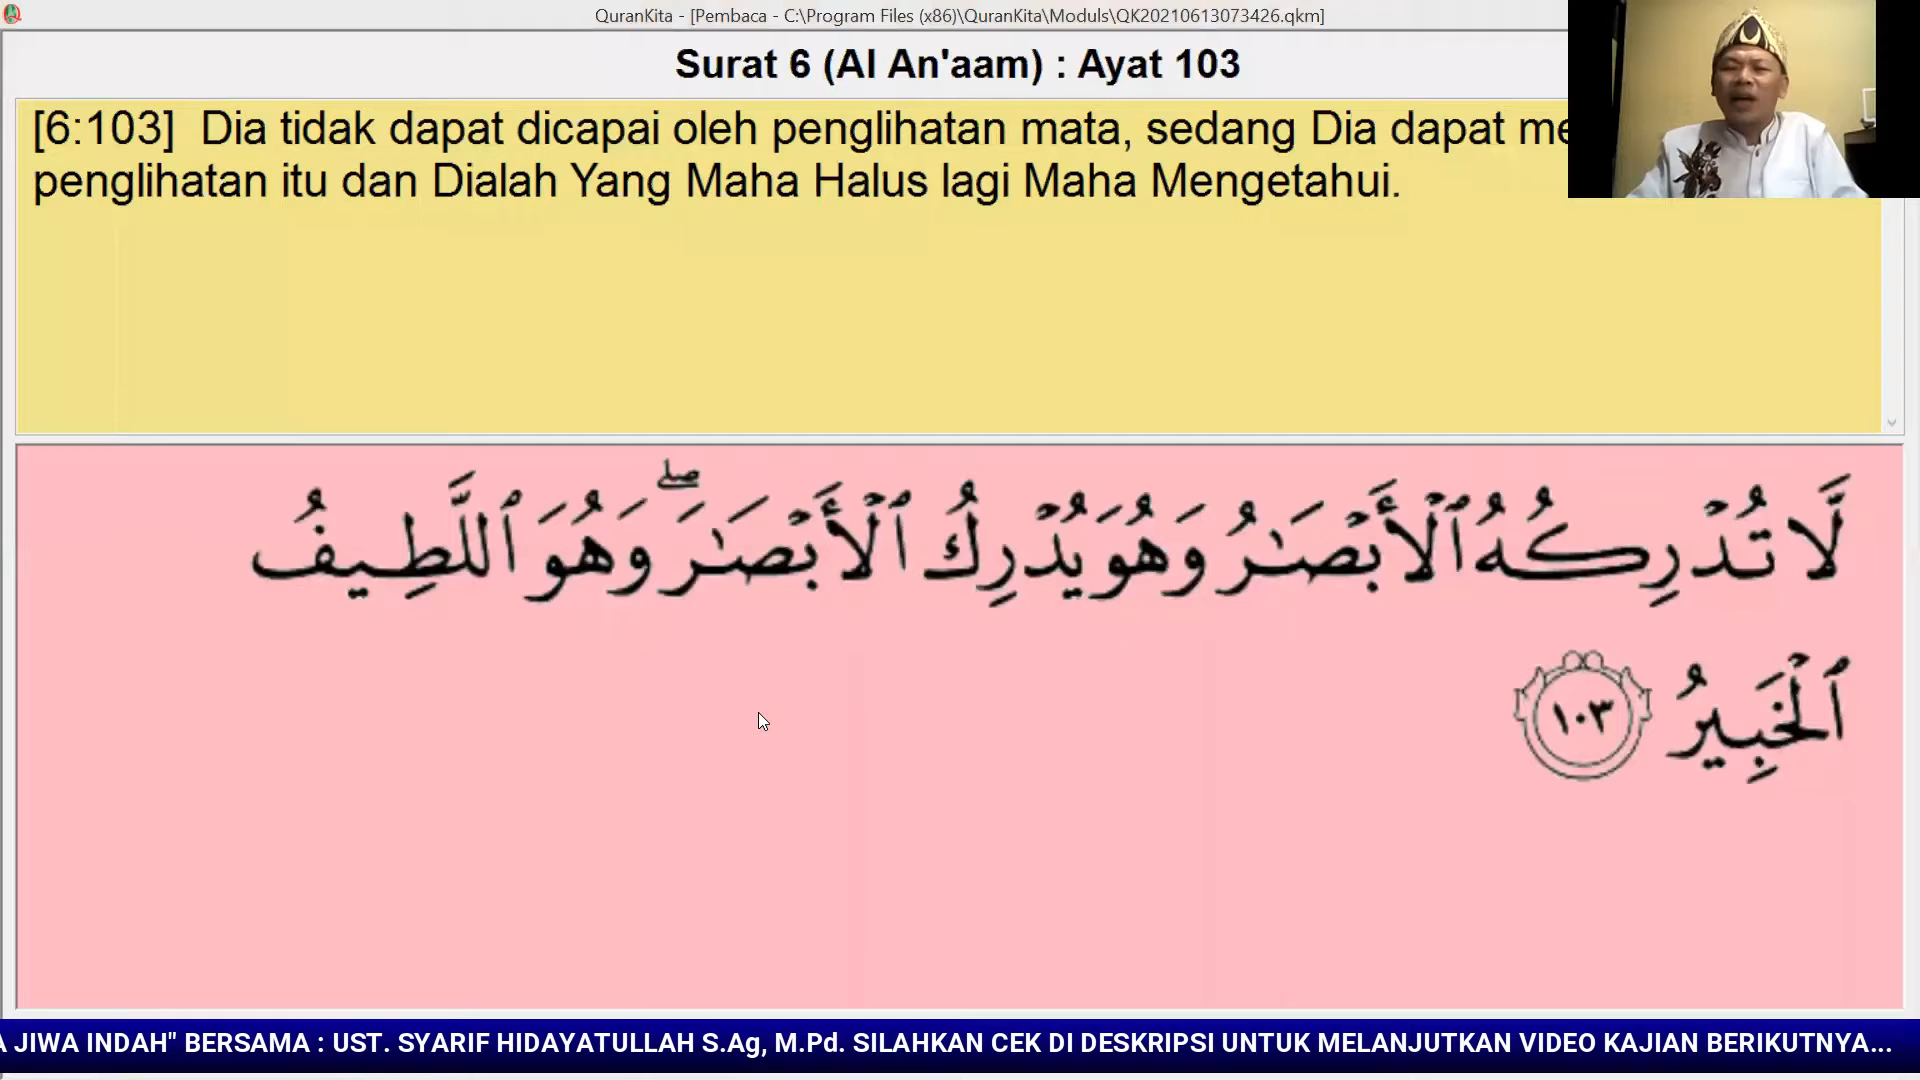 QuranKita - [Pembaca - C:\Program Files (x86)\QuranKita\Moduls\QK20210613073426.qkm]
Surat 6 (Al An'aam) : Ayat 103
[6:103] Dia tidak dapat dicapai oleh penglihatan mata, sedang Dia dapat
penglihatan itu dan Dialah Yang Maha Halus lagi Maha Mengetahui.
لَّا تُدْرِكُهُ ٱلْأَبْصَٰرُ وَهُوَ يُدْرِكُ ٱلْأَبْصَٰرَ ۖ وَهُوَ ٱللَّطِيفُ
ٱلْخَبِيرُ ١٠٣
JIWA INDAH" BERSAMA : UST. SYARIF HIDAYATULLAH S.Ag, M.Pd. SILAHKAN CEK DI DESKRIPSI UNTUK MELANJUTKAN VIDEO KAJIAN BERIKUTNYA...